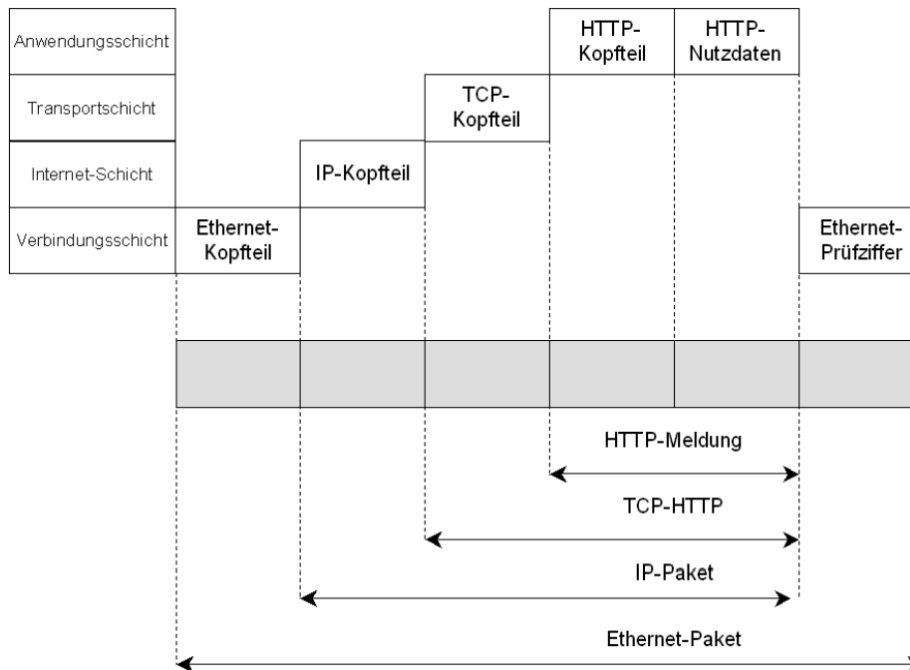 Anwendungsschicht
HTTP-
Kopfteil
HTTP-
Nutzdaten
Transportschicht
TCP-
Kopfteil
Internet-Schicht
IP-Kopfteil
Verbindungsschicht
Ethernet-
Kopfteil
Ethernet-
Prüfziffer
HTTP-Meldung
TCP-HTTP
IP-Paket
Ethernet-Paket